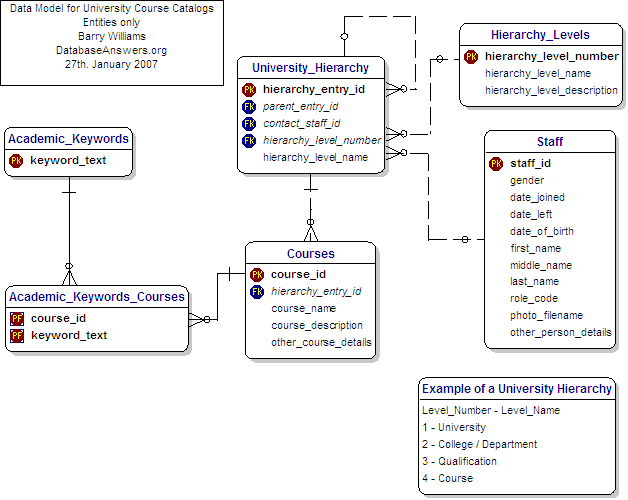 Data Model for University Course Catalogs
Entities only
Barry Williams
DatabaseAnswers.org
27th. January 2007
University_Hierarchy
PK hierarchy_entry_id
FK parent_entry_id
FK contact_staff_id
FK hierarchy_level_number
hierarchy_level_name
Hierarchy_Levels
PK hierarchy_level_number
hierarchy_level_name
hierarchy_level_description
Academic_Keywords
PK keyword_text
Staff
PK staff_id
gender
date_joined
date_left
date_of_birth
first_name
middle_name
last_name
role_code
photo_filename
other_person_details
Courses
PK course_id
FK hierarchy_entry_id
course_name
course_description
other_course_details
Academic_Keywords_Courses
PF course_id
PF keyword_text
Example of a University Hierarchy
Level_Number - Level_Name
1 - University
2 - College / Department
3 - Qualification
4 - Course